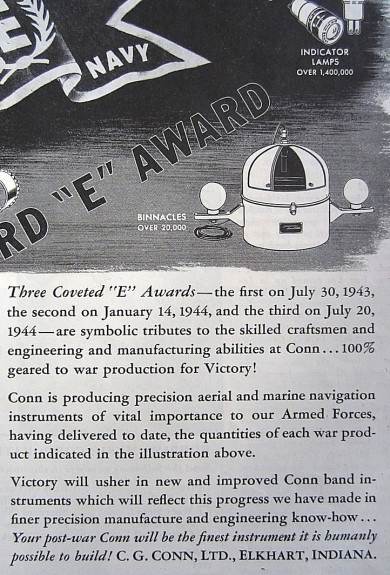 E
NAVY
INDICATOR
LAMPS
OVER 1,400,000
RD "E" AWARD
BINNACLES
OVER 20,000
Three Coveted "E" Awards—the first on July 30, 1943,
the second on January 14, 1944, and the third on July 20,
1944—are symbolic tributes to the skilled craftsmen and
engineering and manufacturing abilities at Conn...100%
geared to war production for Victory!
Conn is producing precision aerial and marine navigation
instruments of vital importance to our Armed Forces,
having delivered to date, the quantities of each war prod-
uct indicated in the illustration above.
Victory will usher in new and improved Conn band in-
struments which will reflect this progress we have made in
finer precision manufacture and engineering know-how...
Your post-war Conn will be the finest instrument it is humanly
possible to build! C. G. CONN, LTD., ELKHART, INDIANA.